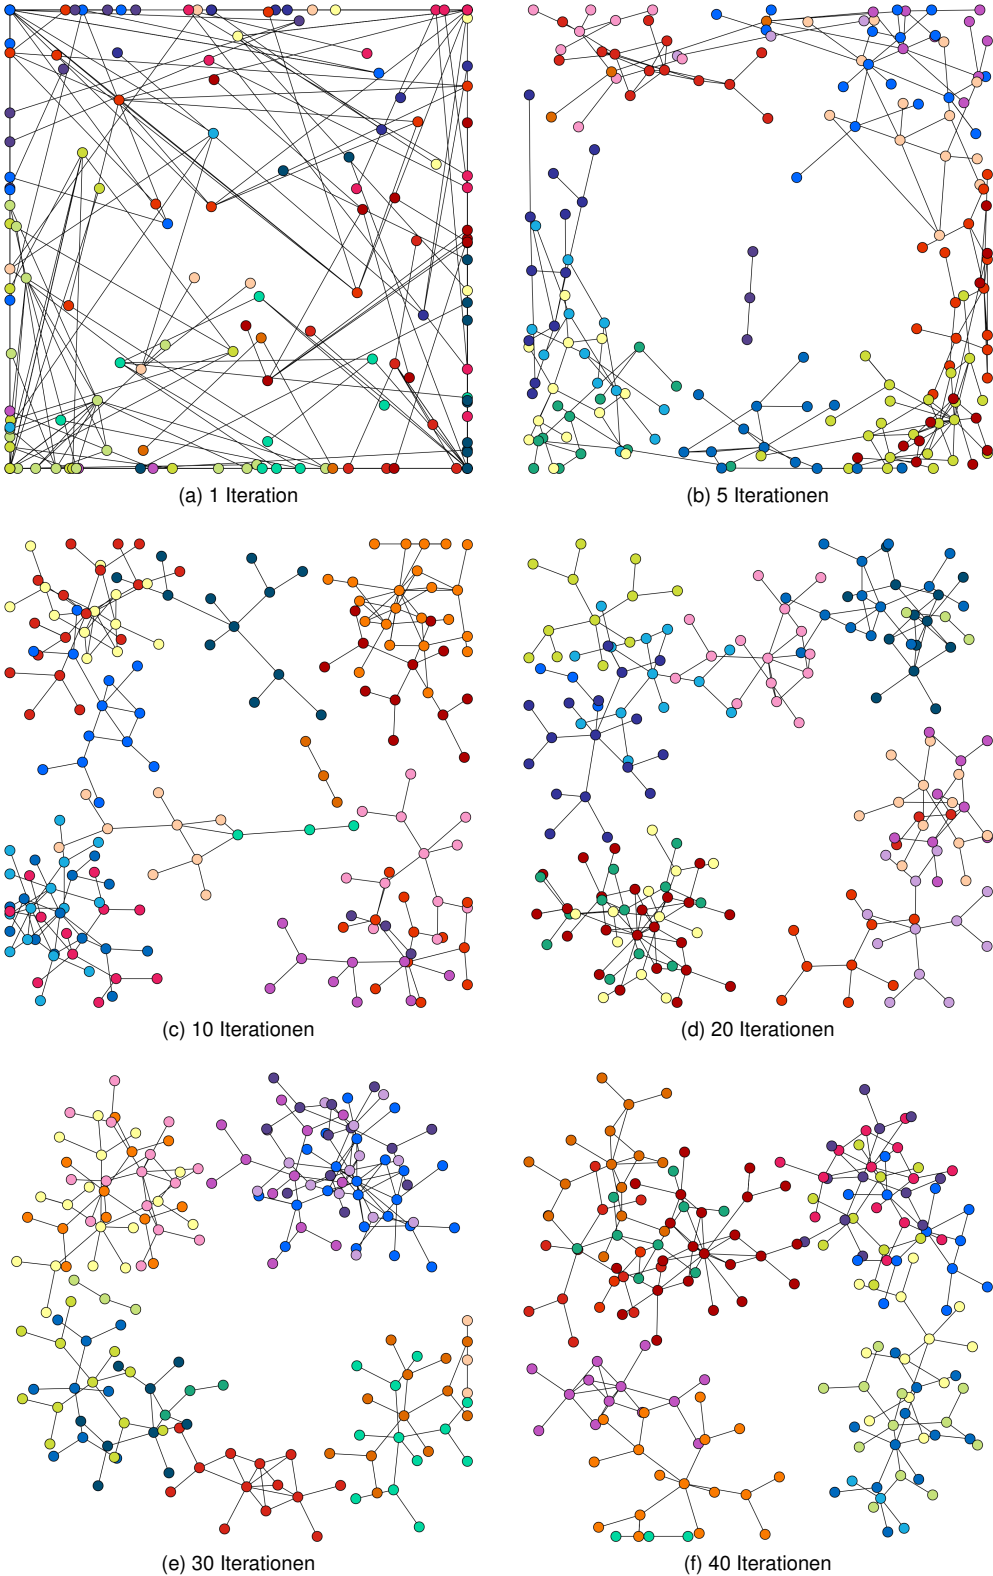 (a) 1 Iteration
(b) 5 Iterationen
(c) 10 Iterationen
(d) 20 Iterationen
(e) 30 Iterationen
(f) 40 Iterationen